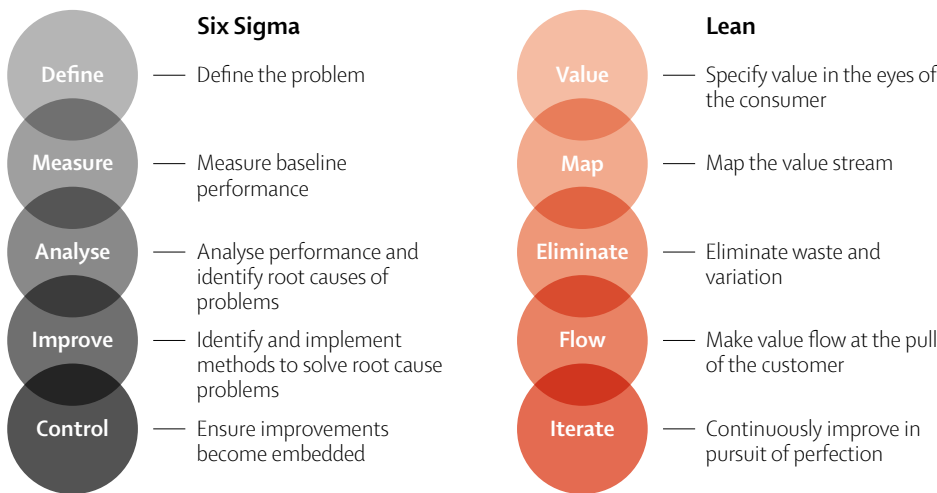 Six Sigma
Define
Define the problem
Measure
Measure baseline
performance
Analyse
Analyse performance and
identify root causes of
problems
Improve
Identify and implement
methods to solve root cause
problems
Control
Ensure improvements
become embedded
Lean
Value
Specify value in the eyes of
the consumer
Map
Map the value stream
Eliminate
Eliminate waste and
variation
Flow
Make value flow at the pull
of the customer
Iterate
Continuously improve in
pursuit of perfection